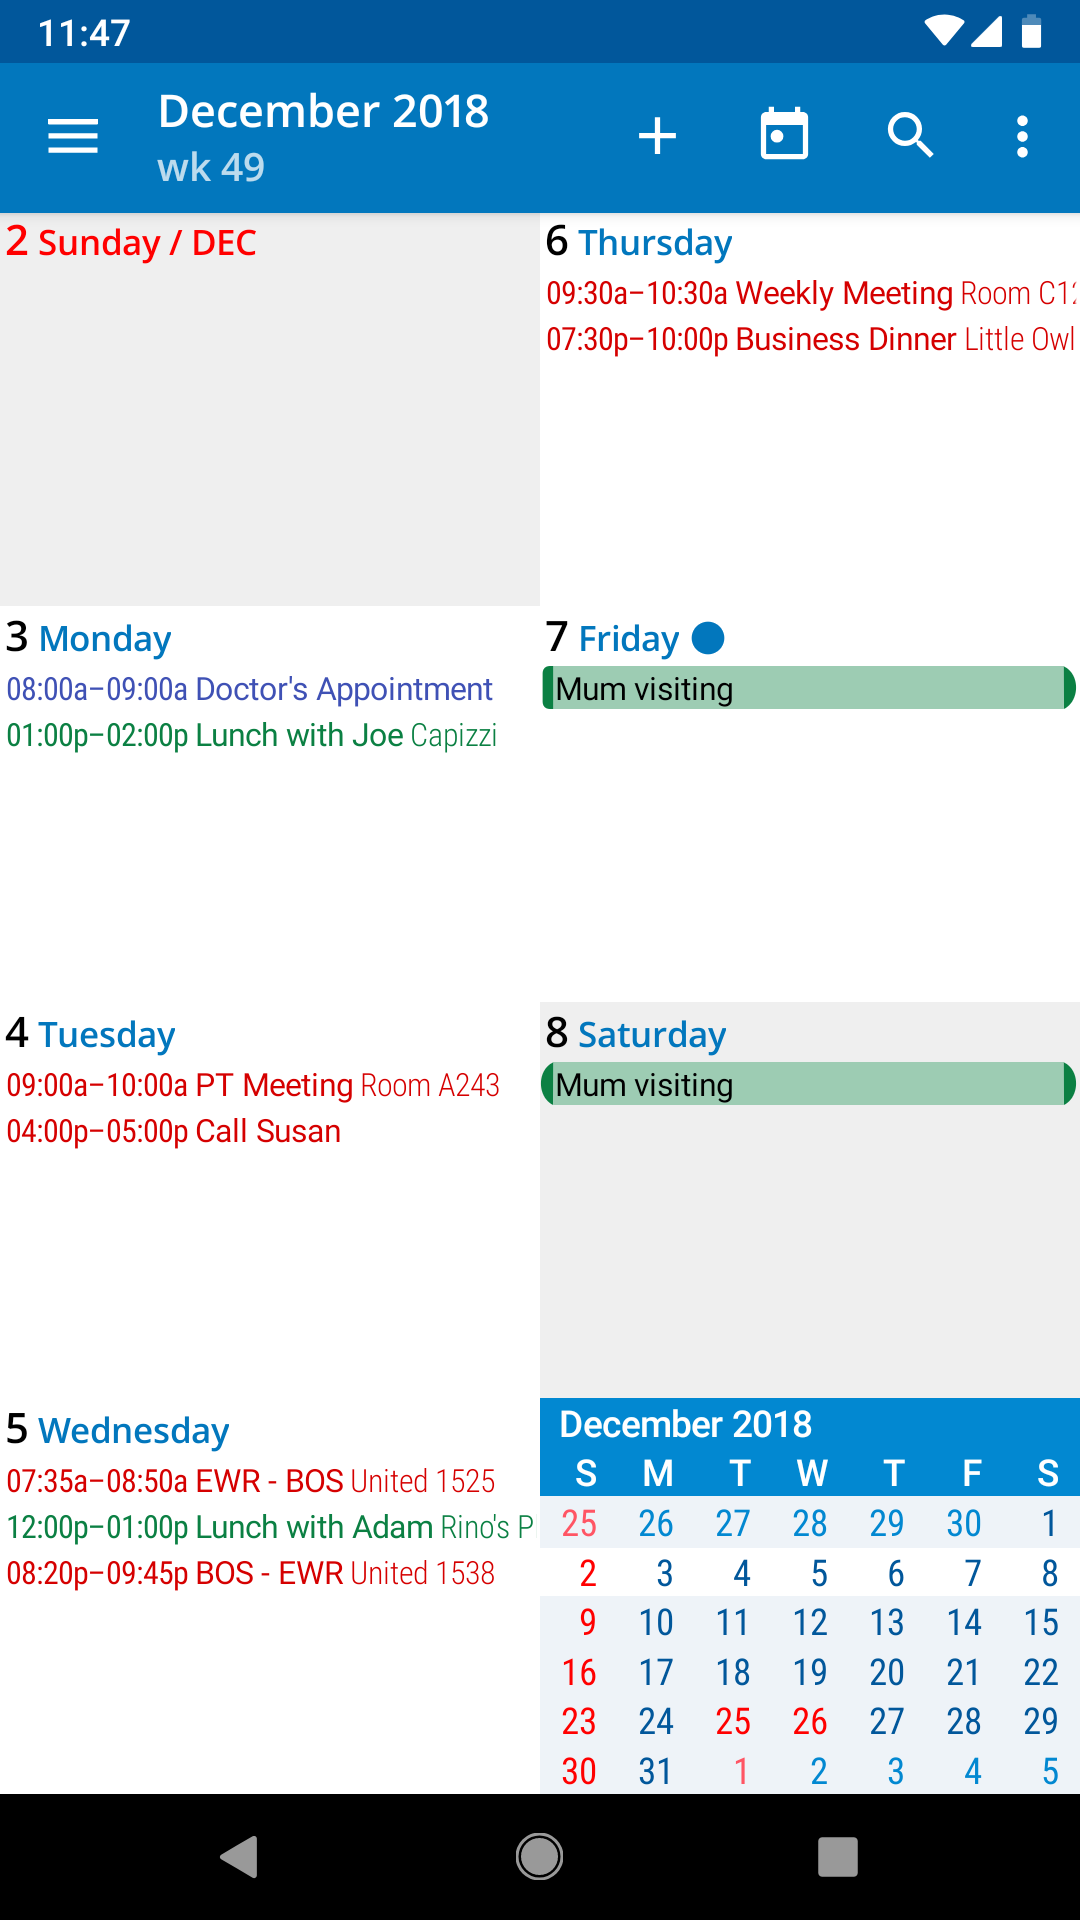 11:47
December 2018
wk 49
2 Sunday / DEC
3 Monday
08:00a–09:00a Doctor's Appointment
01:00p–02:00p Lunch with Joe Capizzi
4 Tuesday
09:00a–10:00a PT Meeting Room A243
04:00p–05:00p Call Susan
5 Wednesday
07:35a–08:50a EWR - BOS United 1525
12:00p–01:00p Lunch with Adam Rino's P
08:20p–09:45p BOS - EWR United 1538
6 Thursday
09:30a–10:30a Weekly Meeting Room C12
07:30p–10:00p Business Dinner Little Owl
7 Friday
Mum visiting
8 Saturday
Mum visiting
December 2018
S M T W T F S
25 26 27 28 29 30 1
2 3 4 5 6 7 8
9 10 11 12 13 14 15
16 17 18 19 20 21 22
23 24 25 26 27 28 29
30 31 1 2 3 4 5